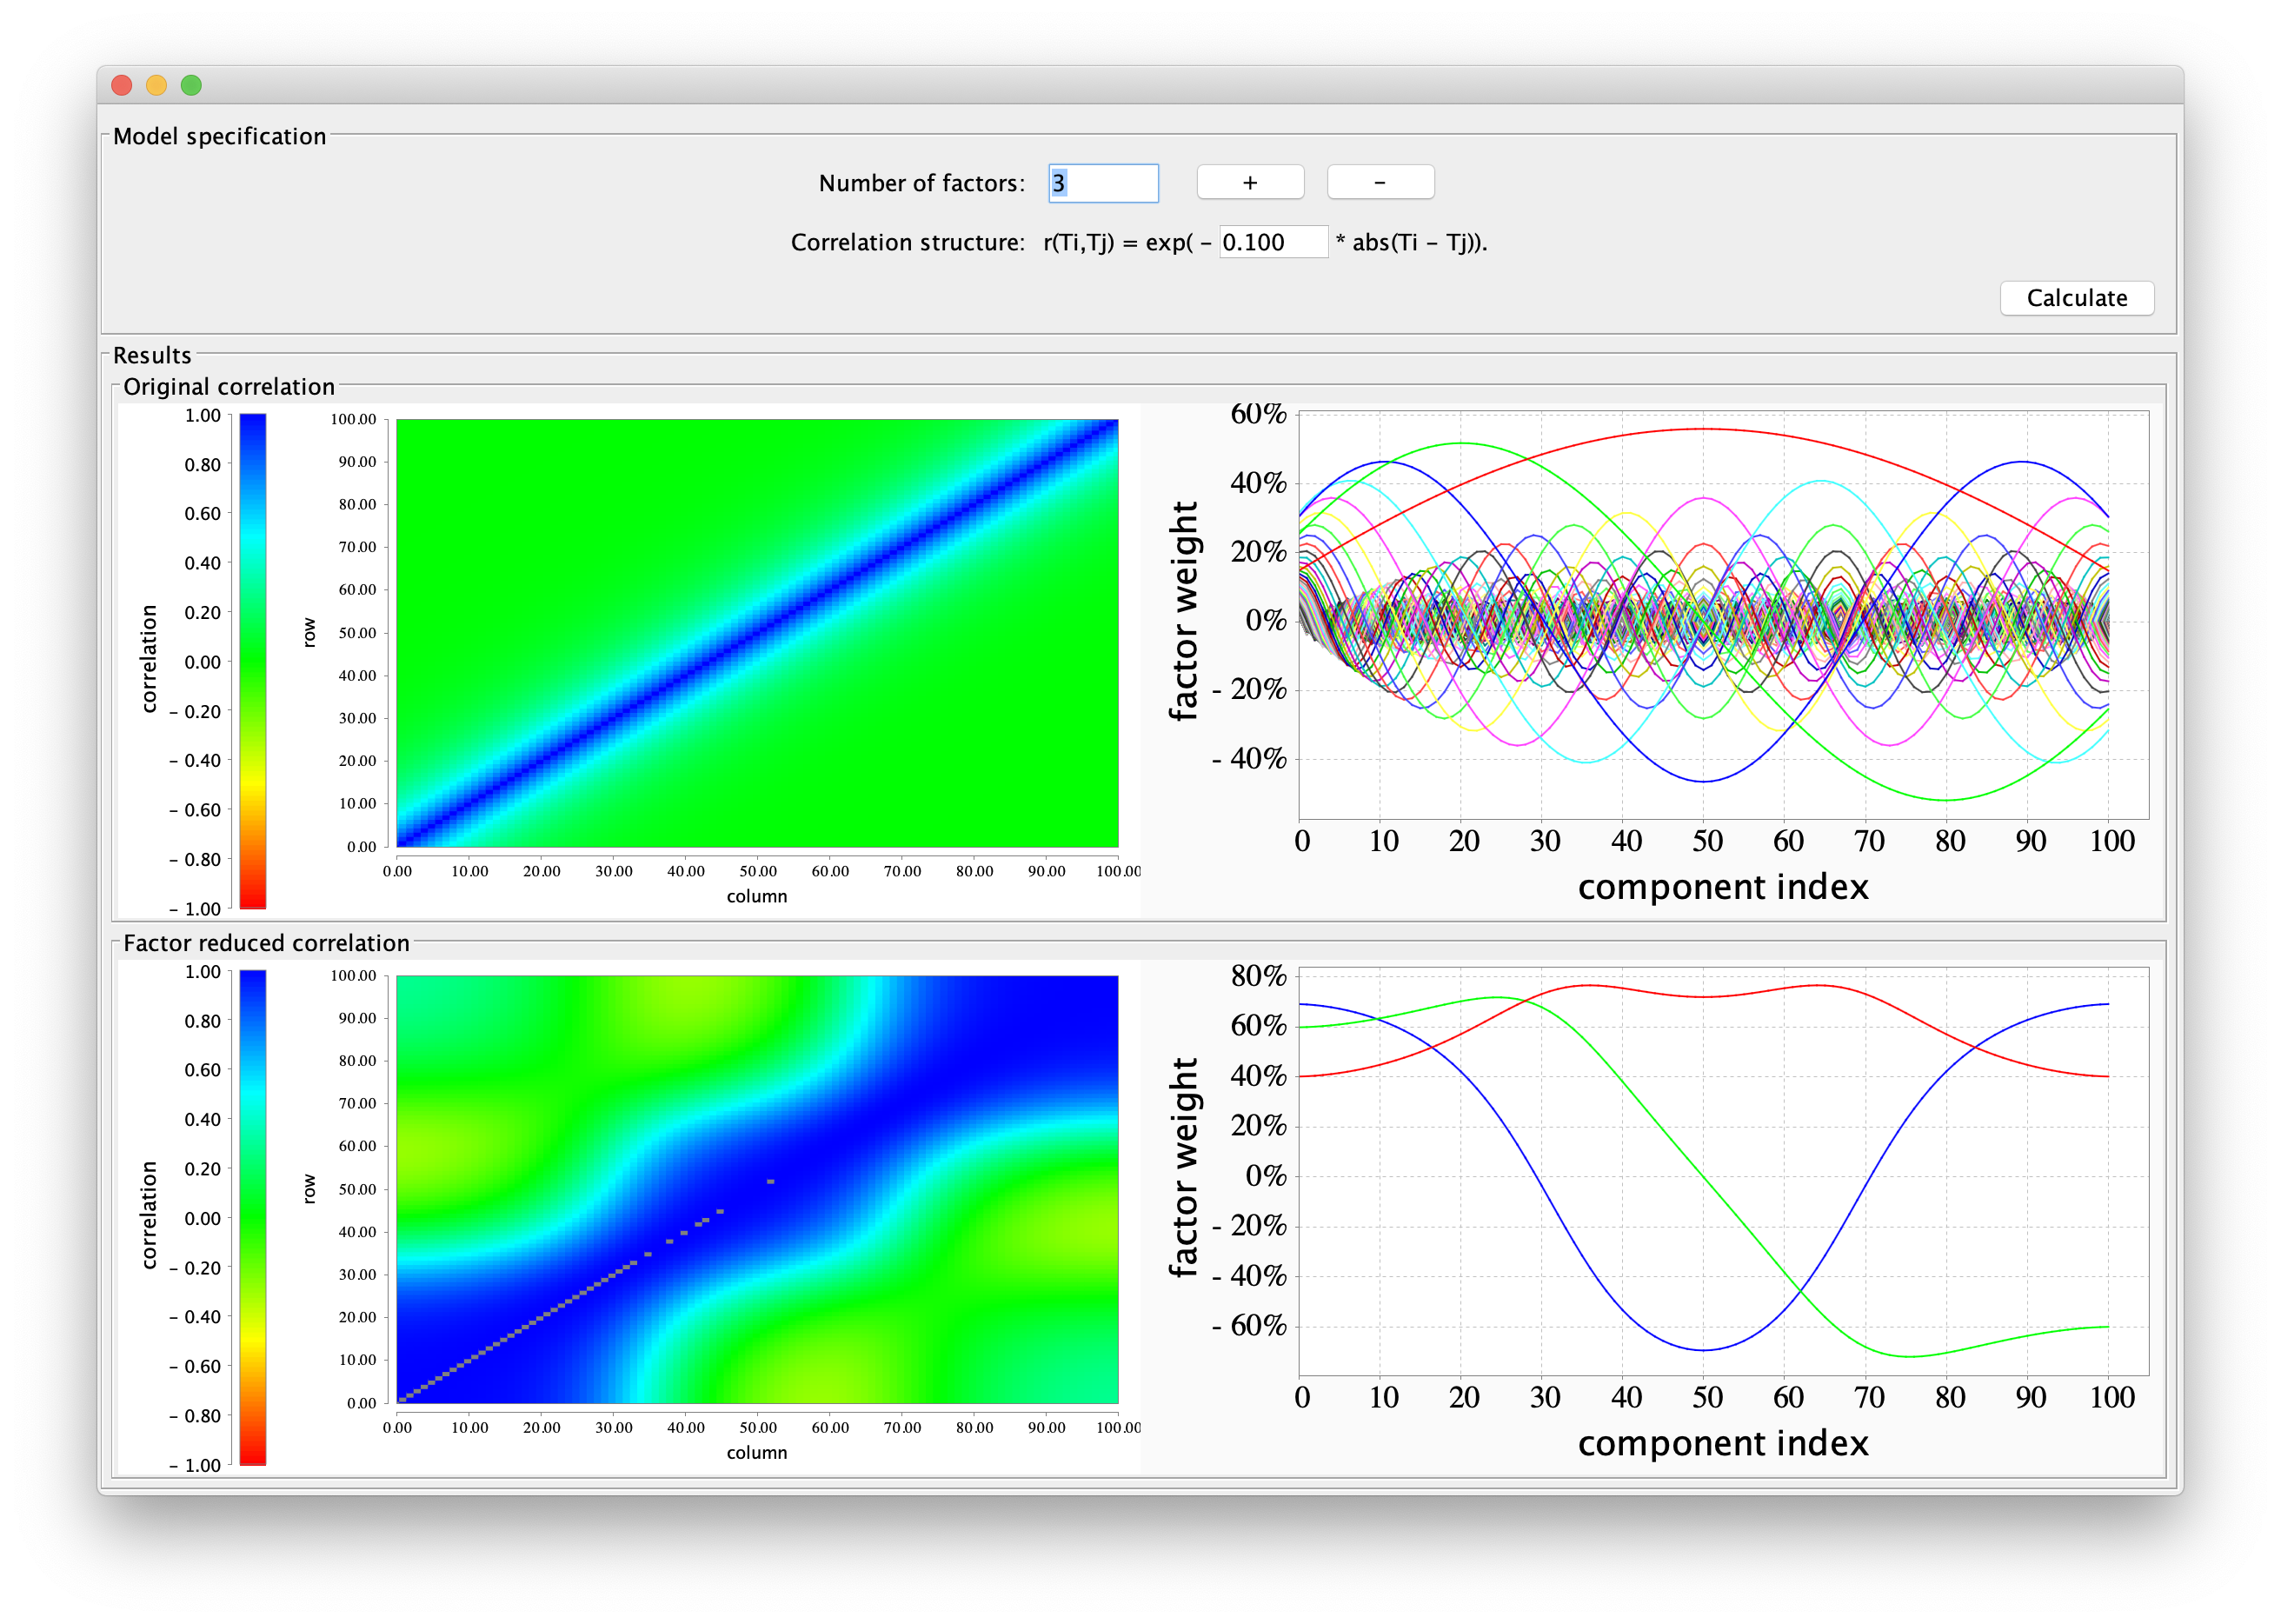 Model specification
Number of factors: 3 + -
Correlation structure: r(Ti,Tj) = exp( - 0.100 * abs(Ti - Tj)).
Calculate
Results
Original correlation
correlation
1.00
0.80
0.60
0.40
0.20
0.00
- 0.20
- 0.40
- 0.60
- 0.80
- 1.00
row
100.00
90.00
80.00
70.00
60.00
50.00
40.00
30.00
20.00
10.00
0.00
0.00 10.00 20.00 30.00 40.00 50.00 60.00 70.00 80.00 90.00 100.00
column
factor weight
60%
40%
20%
0%
- 20%
- 40%
0 10 20 30 40 50 60 70 80 90 100
component index
Factor reduced correlation
correlation
1.00
0.80
0.60
0.40
0.20
0.00
- 0.20
- 0.40
- 0.60
- 0.80
- 1.00
row
100.00
90.00
80.00
70.00
60.00
50.00
40.00
30.00
20.00
10.00
0.00
0.00 10.00 20.00 30.00 40.00 50.00 60.00 70.00 80.00 90.00 100.00
column
factor weight
80%
60%
40%
20%
0%
- 20%
- 40%
- 60%
0 10 20 30 40 50 60 70 80 90 100
component index